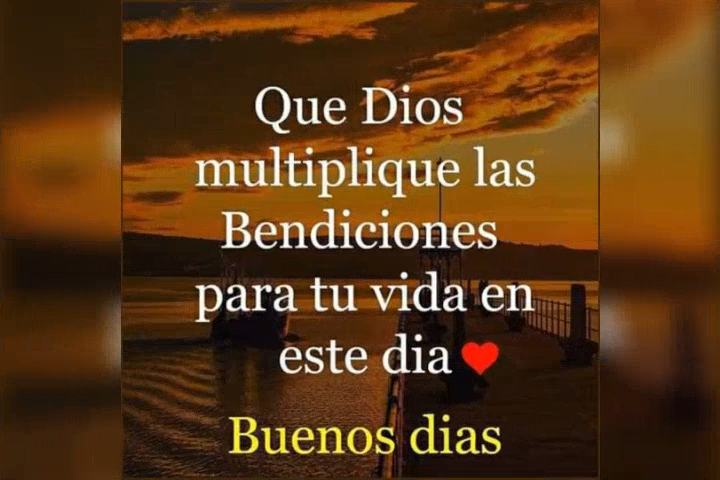 Que Dios
multiplique las
Bendiciones
para tu vida en
este dia ❤
Buenos dias